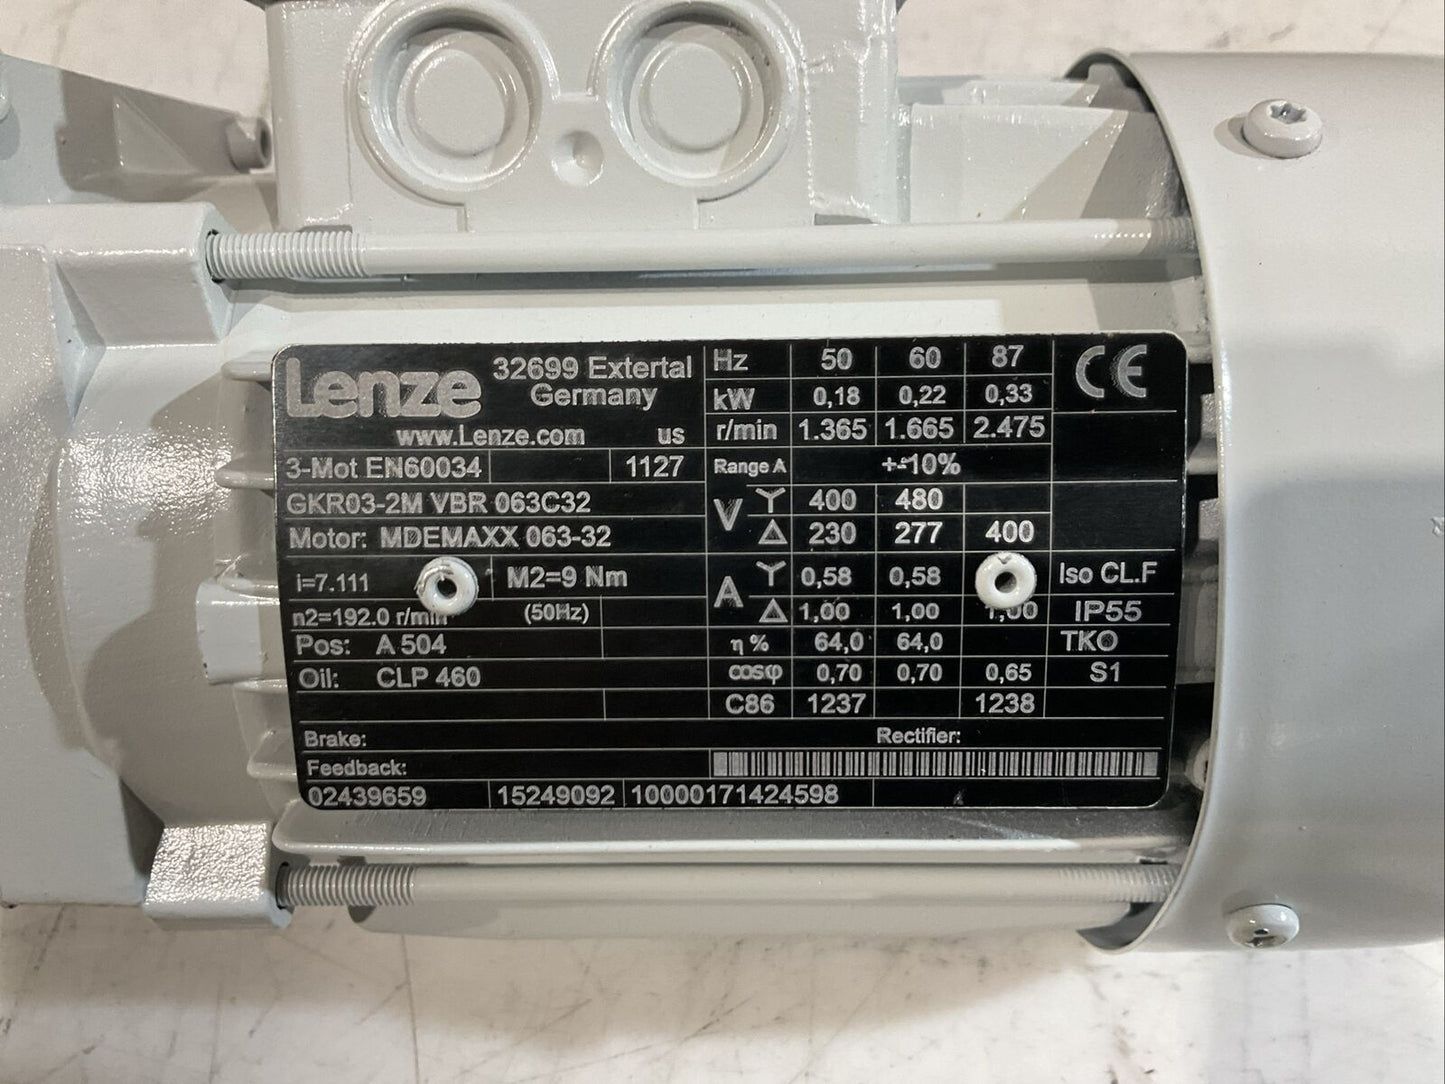 Lenze 32699 Extertal
Germany
www.Lenze.com us
3-Mot EN60034 1127
GKR03-2M VBR 063C32
Motor: MDEMAXX 063-32
i=7.111 M2=9 Nm
n2=192.0 r/min (50Hz)
Pos: A 504
Oil: CLP 460
Hz 50 60 87 CE
kW 0,18 0,22 0,33
r/min 1.365 1.665 2.475
Range A +-10%
V Y 400 480
△ 230 277 400
A Y 0,58 0,58 Iso CL.F
△ 1,00 1,00 1,00 IP55
η % 64,0 64,0 TKO
cosφ 0,70 0,70 0,65 S1
C86 1237 1238
Brake: Rectifier:
Feedback:
02439659 15249092 10000171424598